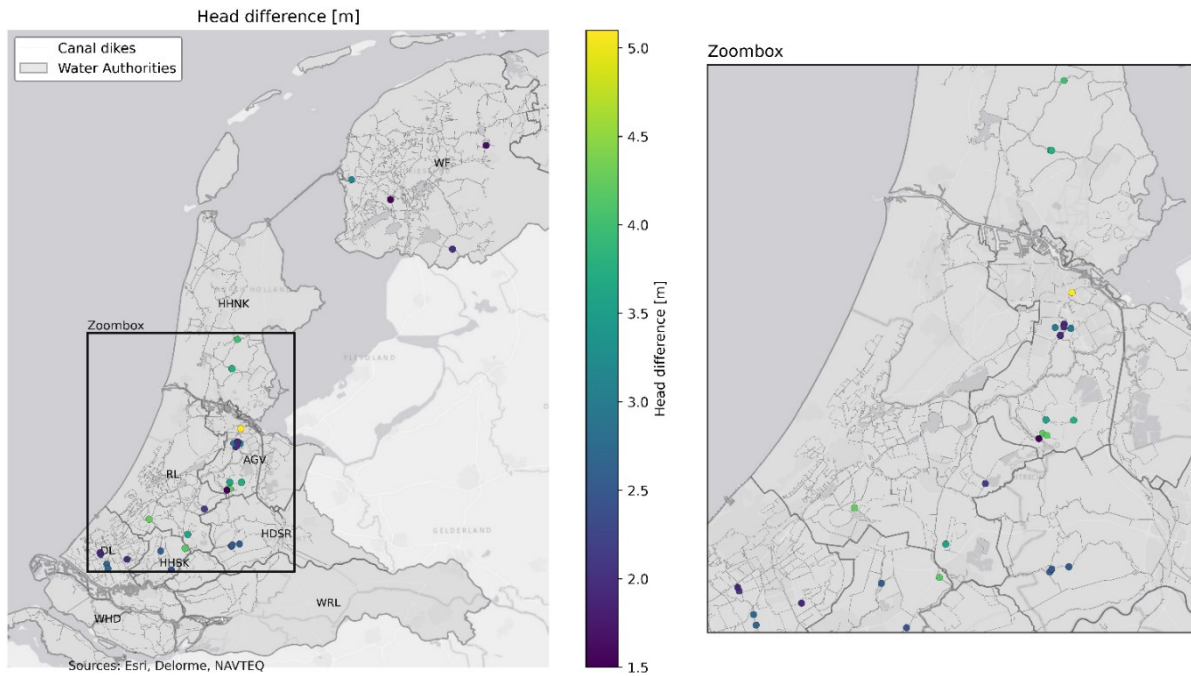 Head difference [m]
Canal dikes
Water Authorities
WF
HHNK
Zoombox
FLEVOLAND
RL
AGV
GELDERLAND
HDSR
DL
HHSK
WRL
WHD
Sources: Esri, Delorme, NAVTEQ
5.0
4.5
4.0
3.5
3.0
2.5
2.0
1.5
Head difference [m]
Zoombox